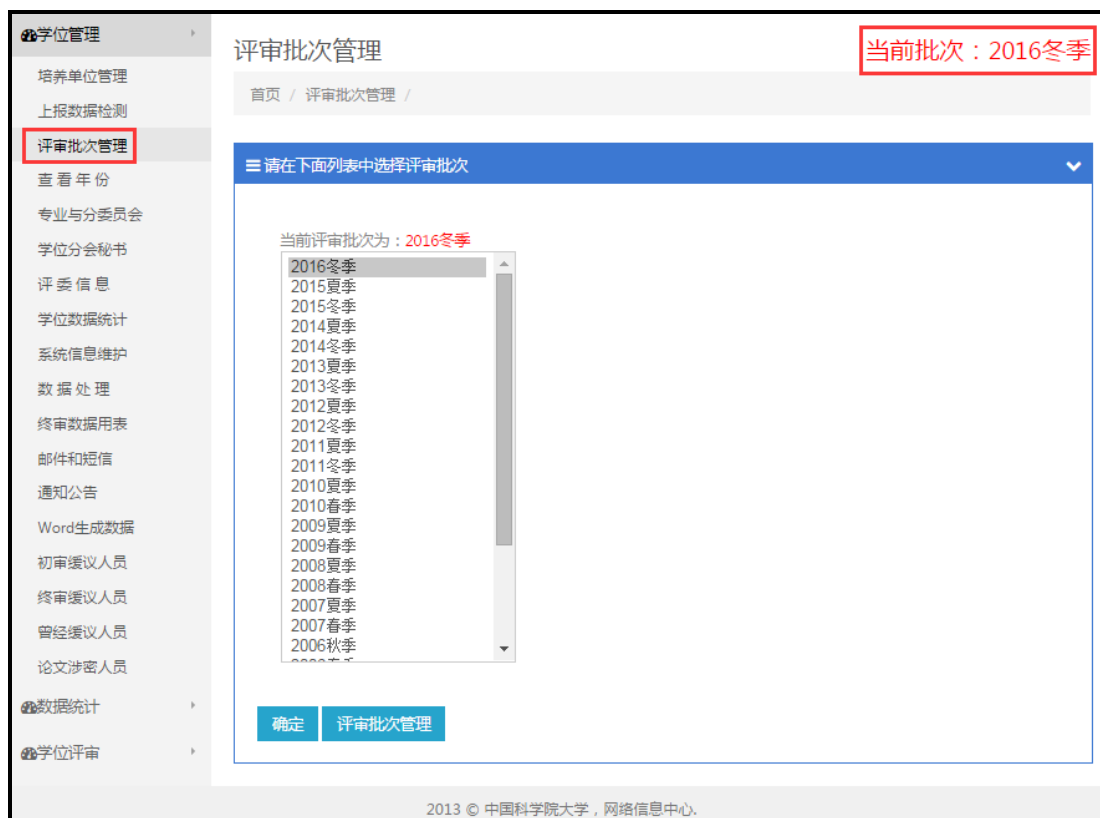 学位管理
培养单位管理
上报数据检测
评审批次管理
查看年份
专业与分委员会
学位分会秘书
评委信息
学位数据统计
系统信息维护
数据处理
终审数据用表
邮件和短信
通知公告
Word生成数据
初审缓议人员
终审缓议人员
曾经缓议人员
论文涉密人员
数据统计
学位评审
评审批次管理
当前批次：2016冬季
首页 / 评审批次管理 /
请在下面列表中选择评审批次
当前评审批次为：2016冬季
2016冬季
2015夏季
2015冬季
2014夏季
2014冬季
2013夏季
2013冬季
2012夏季
2012冬季
2011夏季
2011冬季
2010夏季
2010春季
2009夏季
2009春季
2008夏季
2008春季
2007夏季
2007春季
2006秋季
确定 评审批次管理
2013 © 中国科学院大学，网络信息中心.